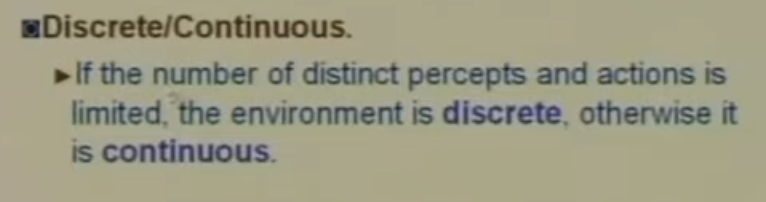 Discrete/Continuous.
If the number of distinct percepts and actions is
limited, the environment is discrete, otherwise it
is continuous.